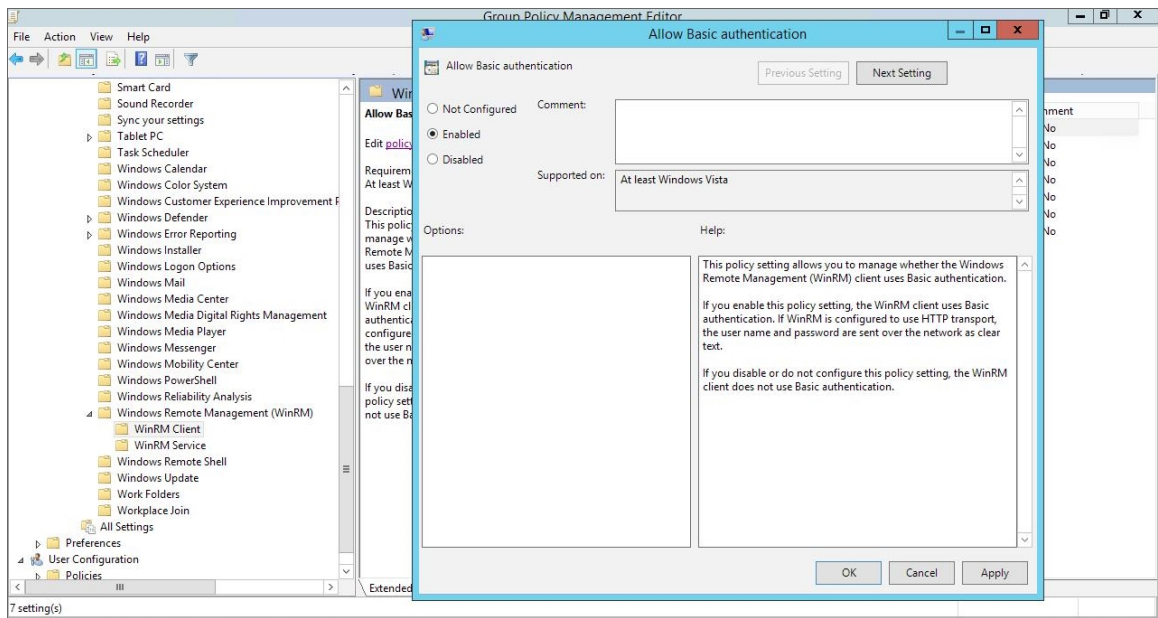 Group Policy Management Editor
File Action View Help
Smart Card
Sound Recorder
Sync your settings
Tablet PC
Task Scheduler
Windows Calendar
Windows Color System
Windows Customer Experience Improvement
Windows Defender
Windows Error Reporting
Windows Installer
Windows Logon Options
Windows Mail
Windows Media Center
Windows Media Digital Rights Management
Windows Media Player
Windows Messenger
Windows Mobility Center
Windows PowerShell
Windows Reliability Analysis
Windows Remote Management (WinRM)
WinRM Client
WinRM Service
Windows Remote Shell
Windows Update
Work Folders
Workplace Join
All Settings
Preferences
User Configuration
Policies
7 setting(s)
Wir
Allow Bas
Edit policy
Requirem
At least W
Descriptio
This polic
manage w
Remote M
uses Basic
If you ena
WinRM cl
authentica
configure
the user n
over the n
If you disa
policy sett
not use Ba
Extended
Allow Basic authentication
Allow Basic authentication
Previous Setting
Next Setting
Not Configured
Enabled
Disabled
Comment:
Supported on:
At least Windows Vista
Options:
Help:
This policy setting allows you to manage whether the Windows
Remote Management (WinRM) client uses Basic authentication.
If you enable this policy setting, the WinRM client uses Basic
authentication. If WinRM is configured to use HTTP transport,
the user name and password are sent over the network as clear
text.
If you disable or do not configure this policy setting, the WinRM
client does not use Basic authentication.
OK Cancel Apply
nment
No
No
No
No
No
No
No